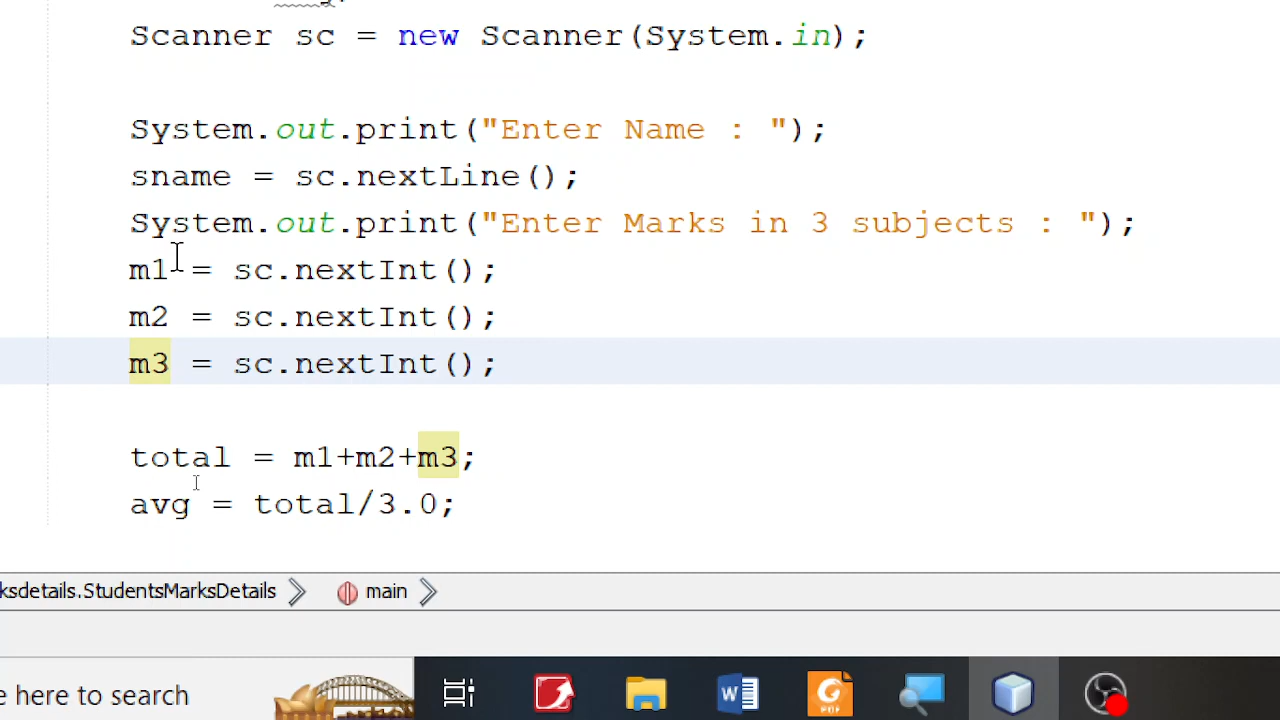 Scanner sc = new Scanner(System.in);
System.out.print("Enter Name : ");
sname = sc.nextLine();
System.out.print("Enter Marks in 3 subjects : ");
m1 = sc.nextInt();
m2 = sc.nextInt();
m3 = sc.nextInt();
total = m1+m2+m3;
avg = total/3.0;
ksdetails.StudentsMarksDetails main
e here to search